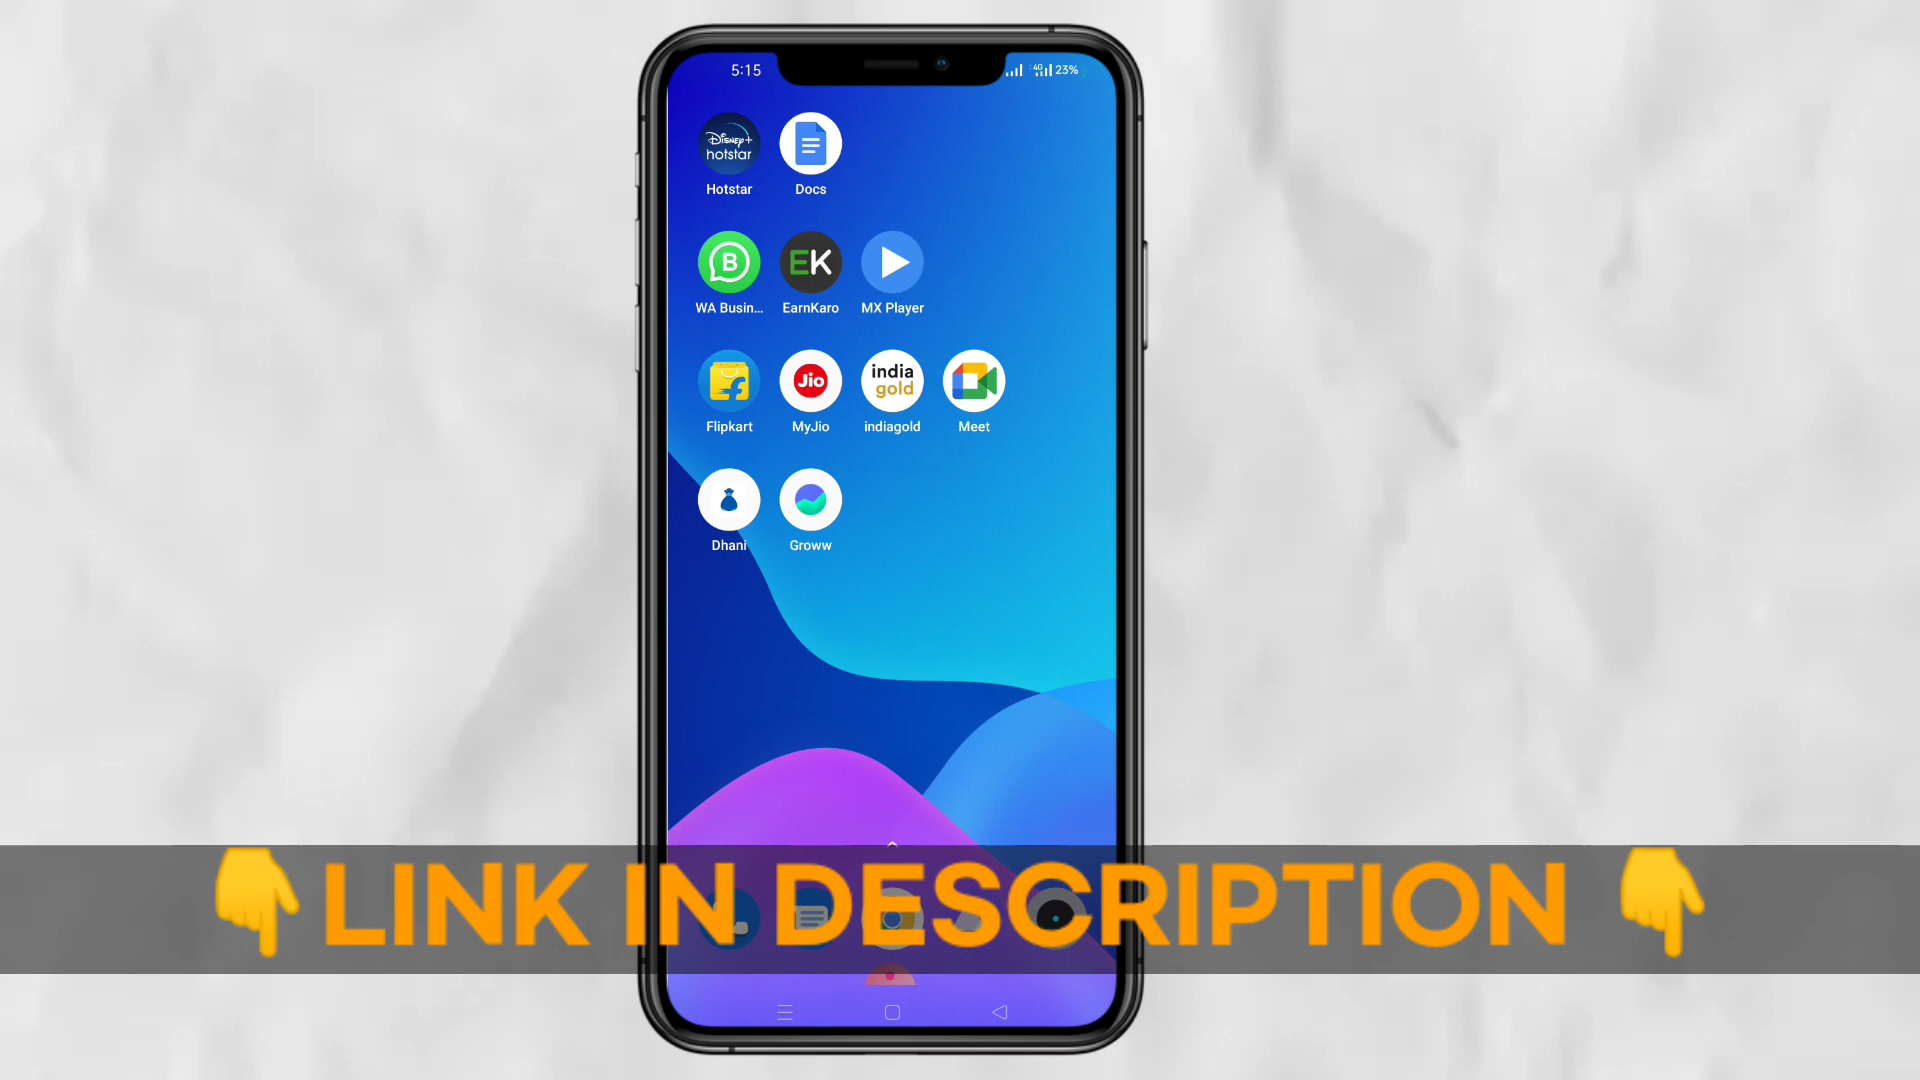 5:15 4G 23%
Disney+
hotstar
Hotstar Docs
B EK
WA Busin... EarnKaro MX Player
Jio india
gold
Flipkart MyJio indiagold Meet
Dhani Groww
👇LINK IN DESCRIPTION 👇